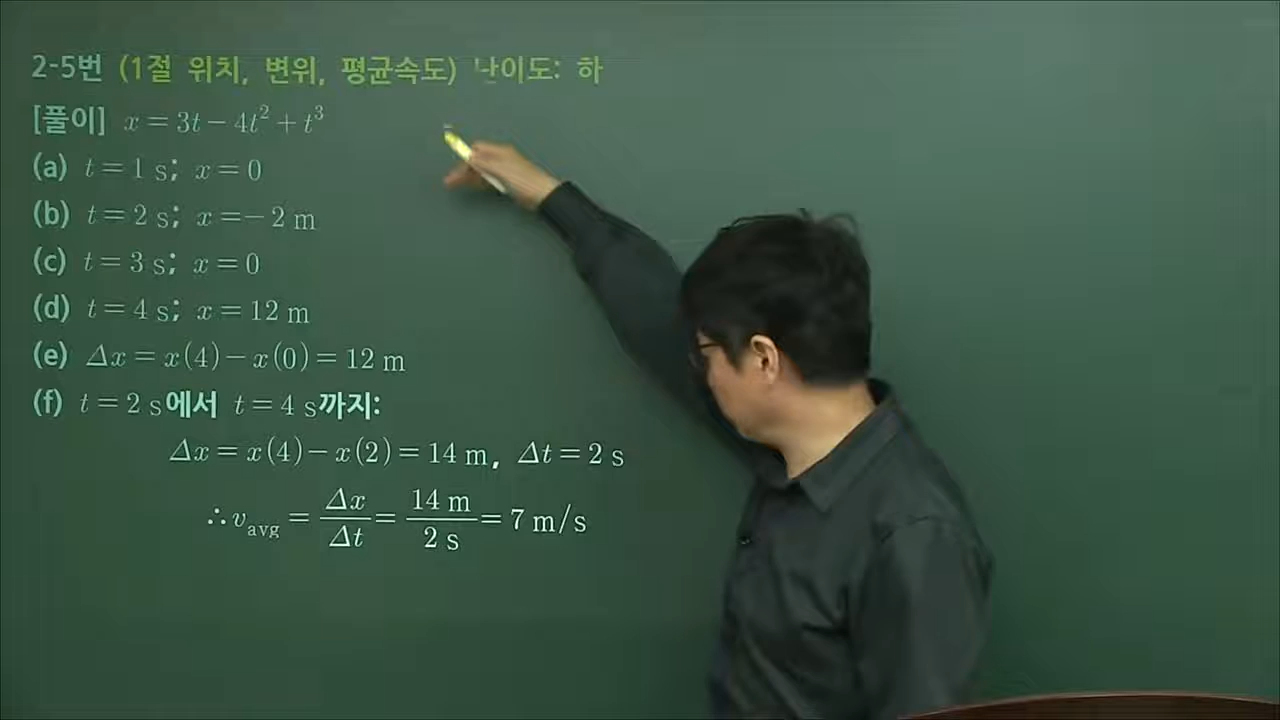 2-5번 (1절 위치, 변위, 평균속도) 난이도: 하
[풀이] x = 3t − 4t² + t³
(a) t = 1 s; x = 0
(b) t = 2 s; x = − 2 m
(c) t = 3 s; x = 0
(d) t = 4 s; x = 12 m
(e) Δx = x(4) − x(0) = 12 m
(f) t = 2 s에서 t = 4 s까지:
Δx = x(4) − x(2) = 14 m, Δt = 2 s
∴ v_avg = Δx/Δt = 14 m/2 s = 7 m/s